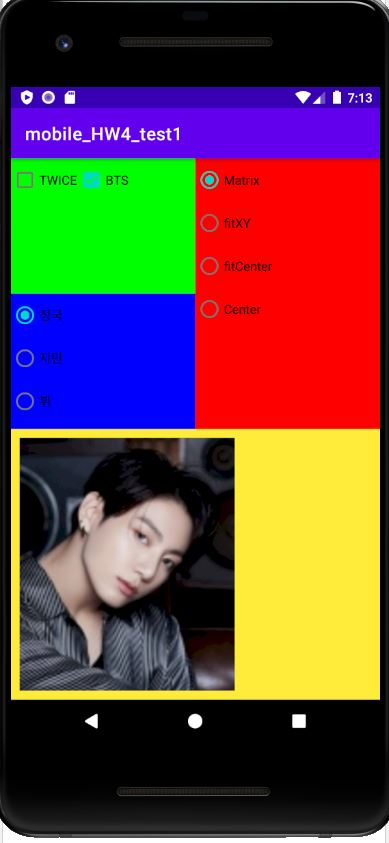 7:13
mobile_HW4_test1
TWICE BTS
Matrix
fitXY
fitCenter
Center
정국
지민
뷔